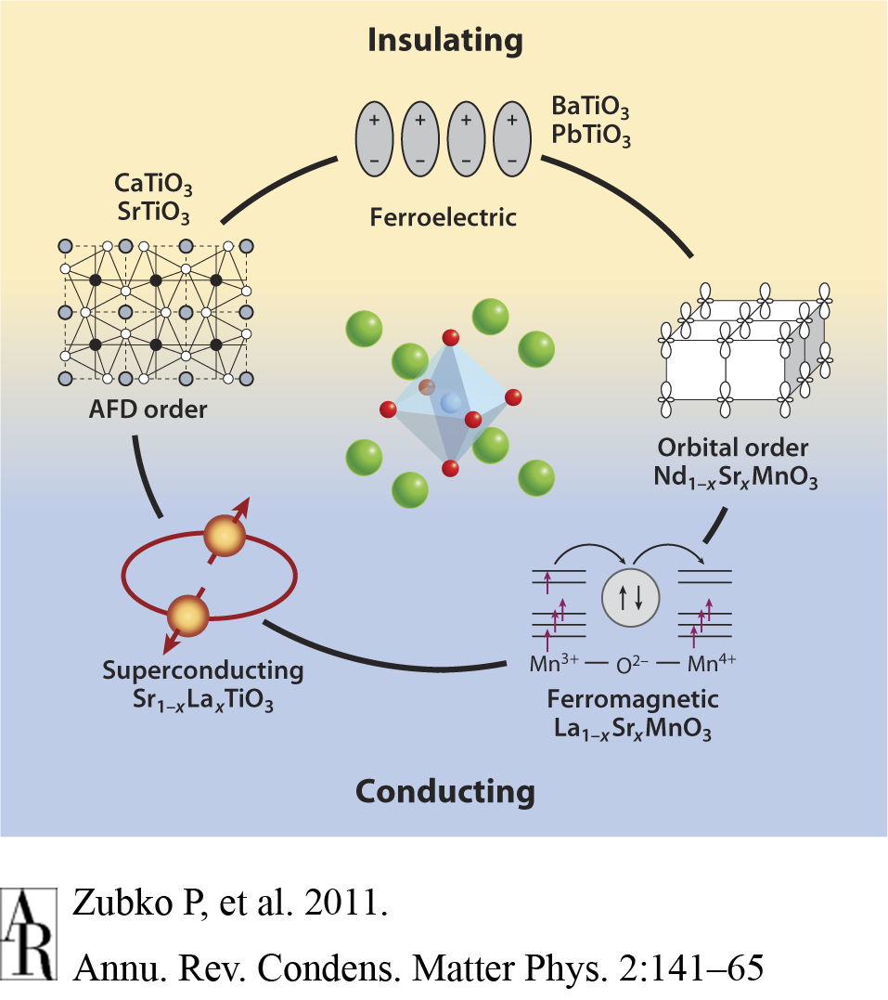 Insulating
+ + + +
– – – –
BaTiO₃
PbTiO₃
Ferroelectric
CaTiO₃
SrTiO₃
AFD order
Orbital order
Nd₁₋ₓSrₓMnO₃
Superconducting
Sr₁₋ₓLaₓTiO₃
Mn³⁺ — O²⁻ — Mn⁴⁺
Ferromagnetic
La₁₋ₓSrₓMnO₃
Conducting
AR
Zubko P, et al. 2011.
Annu. Rev. Condens. Matter Phys. 2:141–65